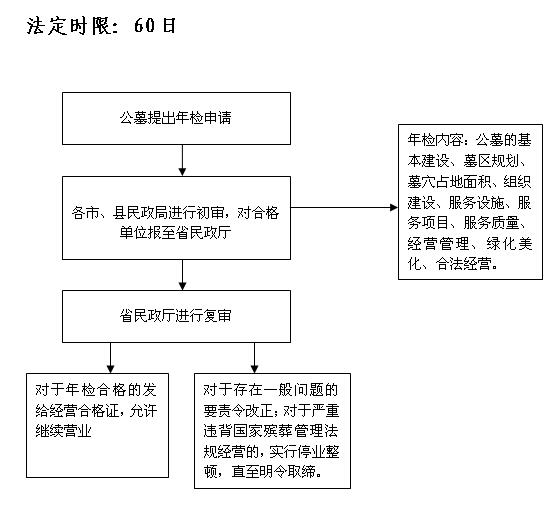 法定时限：60日
公墓提出年检申请
各市、县民政局进行初审，对合格
单位报至省民政厅
年检内容：公墓的基
本建设、墓区规划、
墓穴占地面积、组织
建设、服务设施、服
务项目、服务质量、
经营管理、绿化美
化、合法经营。
省民政厅进行复审
对于年检合格的发
给经营合格证，允许
继续营业
对于存在一般问题的
要责令改正；对于严重
违背国家殡葬管理法
规经营的，实行停业整
顿，直至明令取缔。